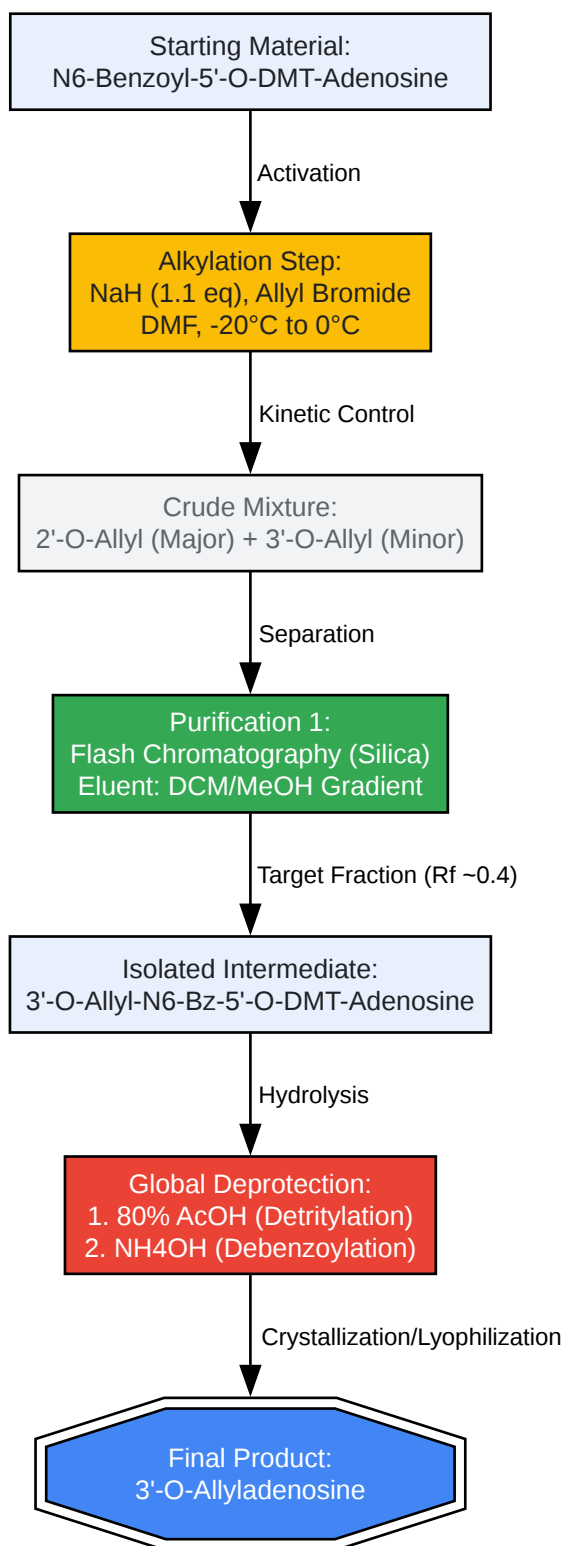 Starting Material:
N6-Benzoyl-5'-O-DMT-Adenosine
Activation
Alkylation Step:
NaH (1.1 eq), Allyl Bromide
DMF, -20°C to 0°C
Kinetic Control
Crude Mixture:
2'-O-Allyl (Major) + 3'-O-Allyl (Minor)
Separation
Purification 1:
Flash Chromatography (Silica)
Eluent: DCM/MeOH Gradient
Target Fraction (Rf ~0.4)
Isolated Intermediate:
3'-O-Allyl-N6-Bz-5'-O-DMT-Adenosine
Hydrolysis
Global Deprotection:
1. 80% AcOH (Detritylation)
2. NH4OH (Debenzoylation)
Crystallization/Lyophilization
Final Product:
3'-O-Allyladenosine